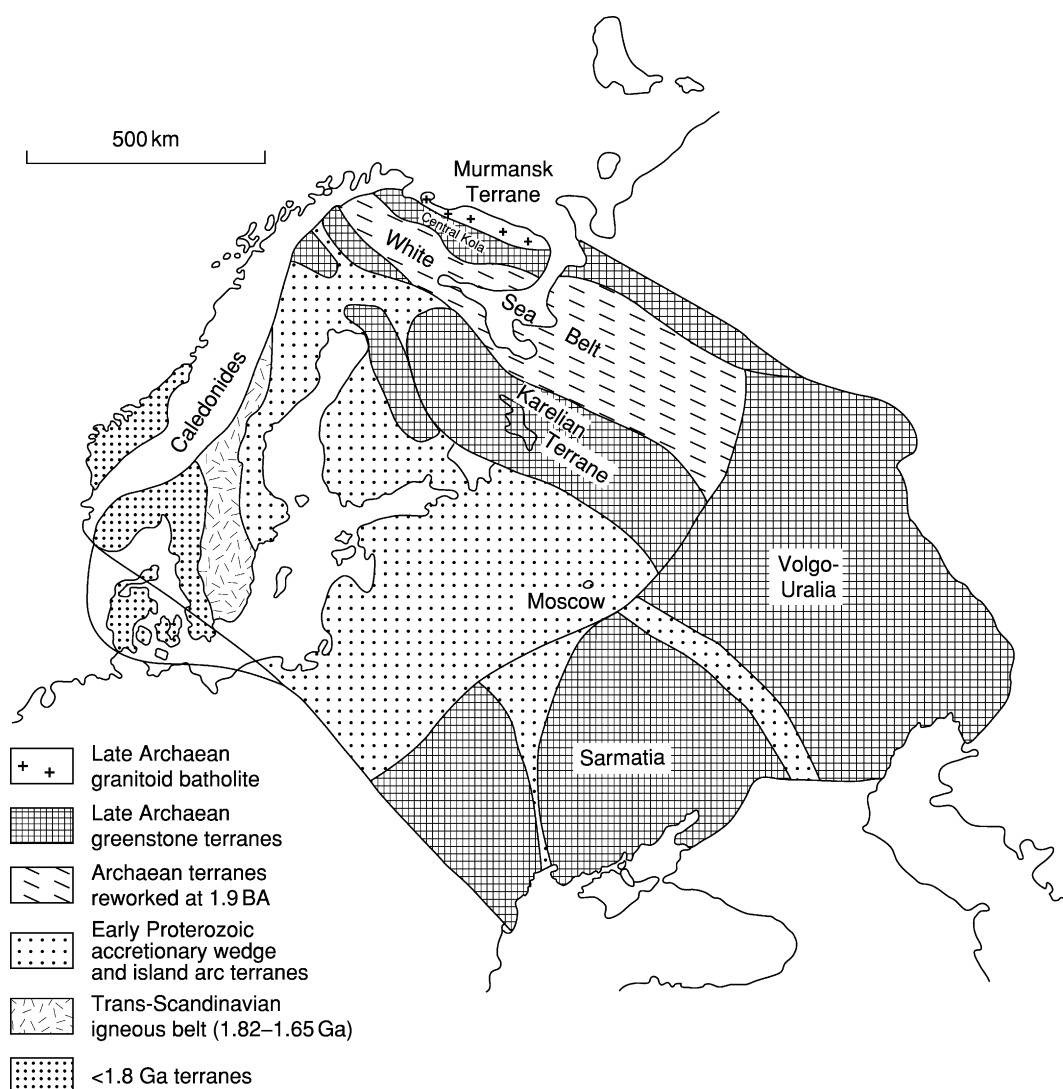 500 km
Murmansk
Terrane
Central Kola
White
Sea
Belt
Caledonides
Karelian
Terrane
Volgo-
Uralia
Moscow
Sarmatia
Late Archaean
granitoid batholite
Late Archaean
greenstone terranes
Archaean terranes
reworked at 1.9 BA
Early Proterozoic
accretionary wedge
and island arc terranes
Trans-Scandinavian
igneous belt (1.82–1.65 Ga)
<1.8 Ga terranes